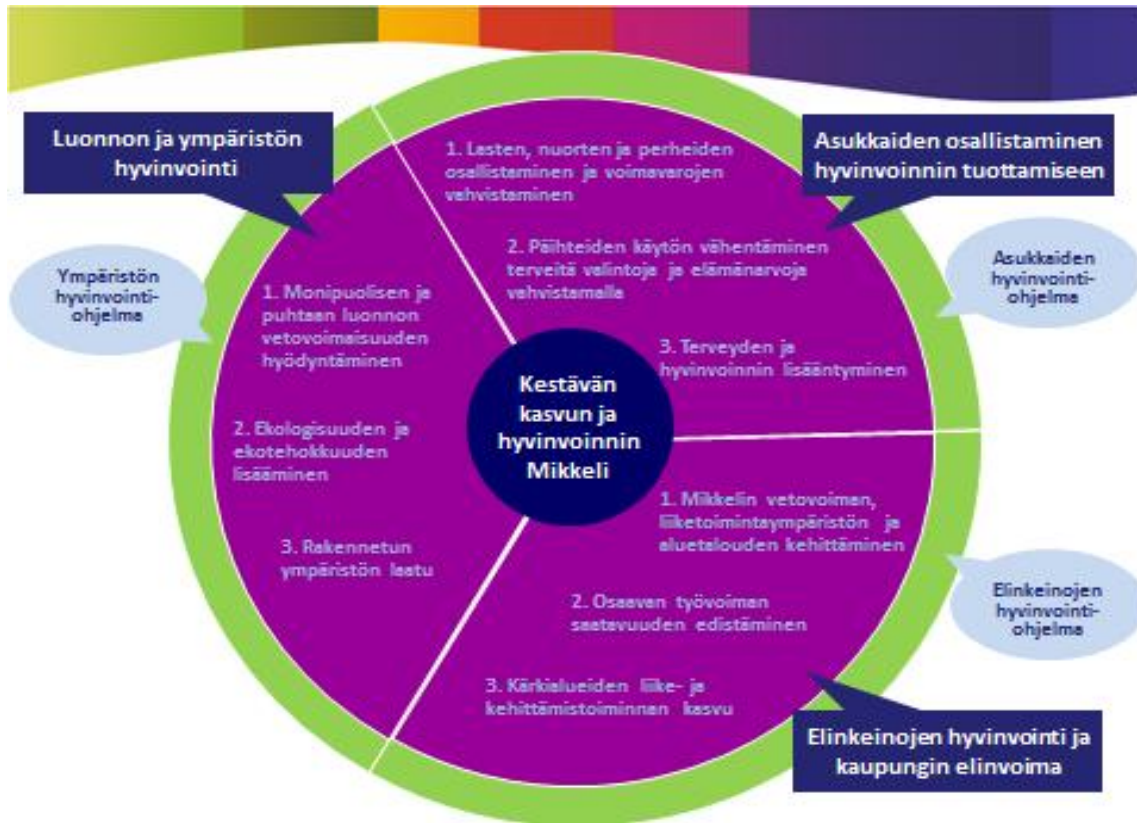 Luonnon ja ympäristön
hyvinvointi
Asukkaiden osallistaminen
hyvinvoinnin tuottamiseen
1. Lasten, nuorten ja perheiden
osallistaminen ja voimavarojen
vahvistaminen
2. Päihteiden käytön vähentäminen
terveitä valintoja ja elämänarvoja
vahvistamalla
3. Terveyden ja
hyvinvoinnin lisääntyminen
Ympäristön
hyvinvointi-
ohjelma
Asukkaiden
hyvinvointi-
ohjelma
1. Monipuolisen ja
puhtaan luonnon
vetovoimaisuuden
hyödyntäminen
2. Ekologisuuden ja
ekotehokkuuden
lisääminen
3. Rakennetun
ympäristön laatu
Kestävän
kasvun ja
hyvinvoinnin
Mikkeli
1. Mikkelin vetovoiman,
liiketoimintaympäristön ja
aluetalouden kehittäminen
2. Osaavan työvoiman
saatavuuden edistäminen
3. Kärkialueiden liike- ja
kehittämistoiminnan kasvu
Elinkeinojen
hyvinvointi-
ohjelma
Elinkeinojen hyvinvointi ja
kaupungin elinvoima